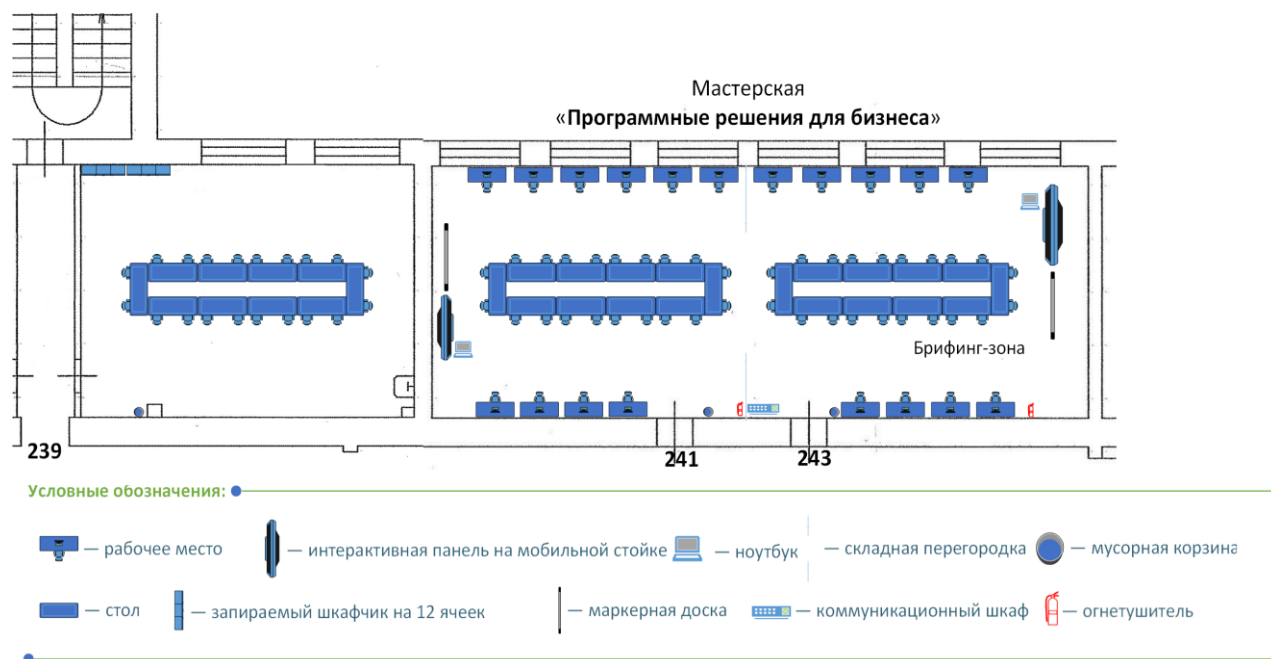 Мастерская
«Программные решения для бизнеса»
Брифинг-зона
239
241
243
Условные обозначения:
— рабочее место
— интерактивная панель на мобильной стойке
— ноутбук
— складная перегородка
— мусорная корзина
— стол
— запираемый шкафчик на 12 ячеек
— маркерная доска
— коммуникационный шкаф
— огнетушитель